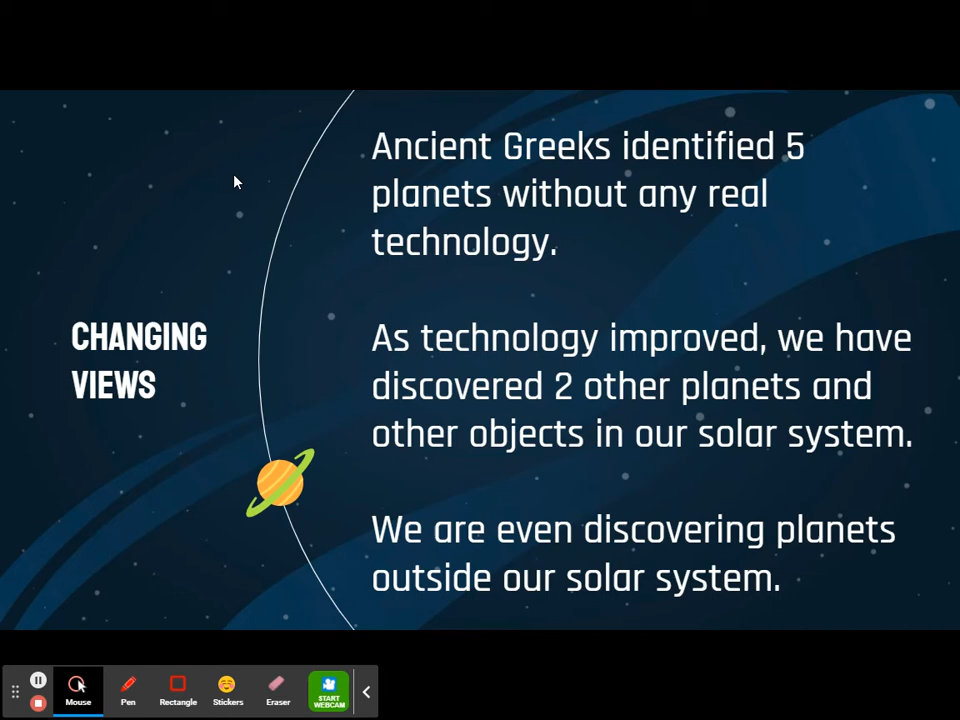 Ancient Greeks identified 5
planets without any real
technology.
CHANGING
VIEWS
As technology improved, we have
discovered 2 other planets and
other objects in our solar system.
We are even discovering planets
outside our solar system.
Mouse
Pen
Rectangle
Stickers
Eraser
START
WEBCAM